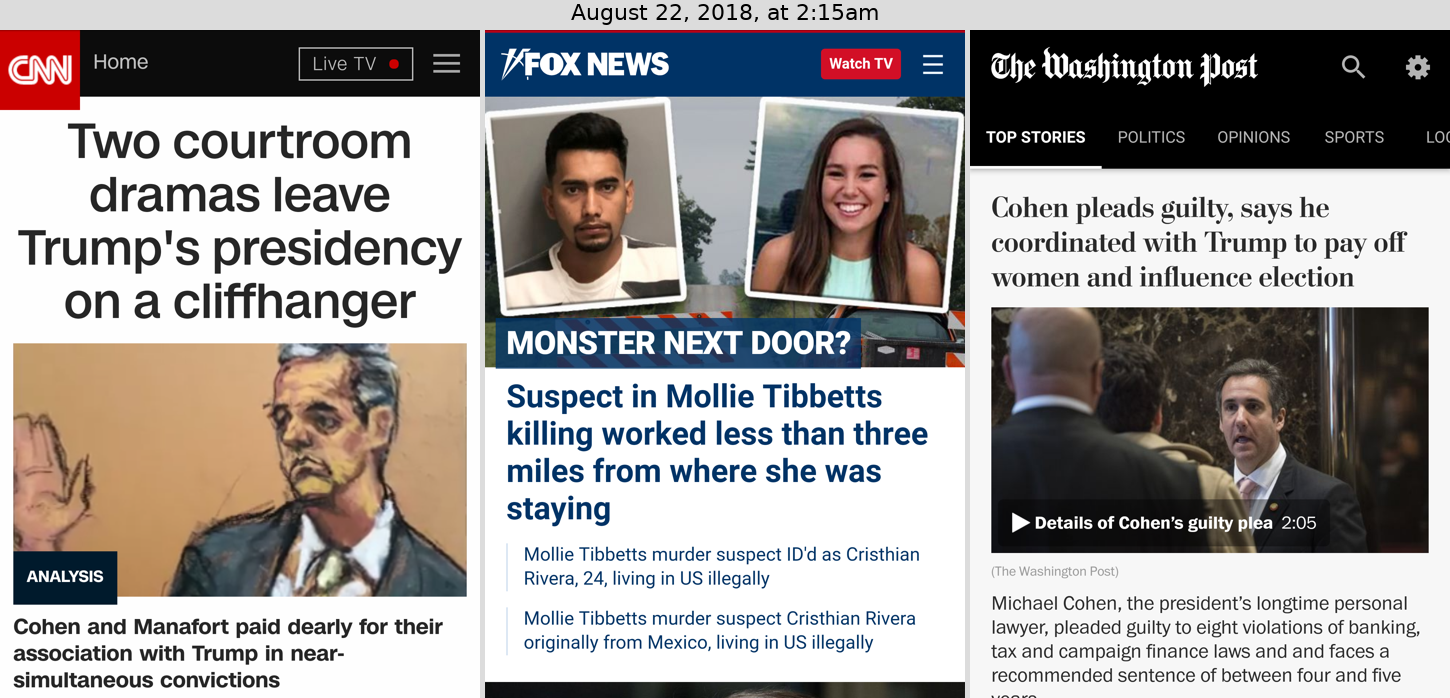 August 22, 2018, at 2:15am
CNN
Home
Live TV
Two courtroom
dramas leave
Trump's presidency
on a cliffhanger
ANALYSIS
Cohen and Manafort paid dearly for their
association with Trump in near-
simultaneous convictions
FOX NEWS
Watch TV
MONSTER NEXT DOOR?
Suspect in Mollie Tibbetts
killing worked less than three
miles from where she was
staying
Mollie Tibbetts murder suspect ID'd as Cristhian
Rivera, 24, living in US illegally
Mollie Tibbetts murder suspect Cristhian Rivera
originally from Mexico, living in US illegally
The Washington Post
TOP STORIES POLITICS OPINIONS SPORTS LOC
Cohen pleads guilty, says he
coordinated with Trump to pay off
women and influence election
Details of Cohen’s guilty plea 2:05
(The Washington Post)
Michael Cohen, the president’s longtime personal
lawyer, pleaded guilty to eight violations of banking,
tax and campaign finance laws and and faces a
recommended sentence of between four and five
years.